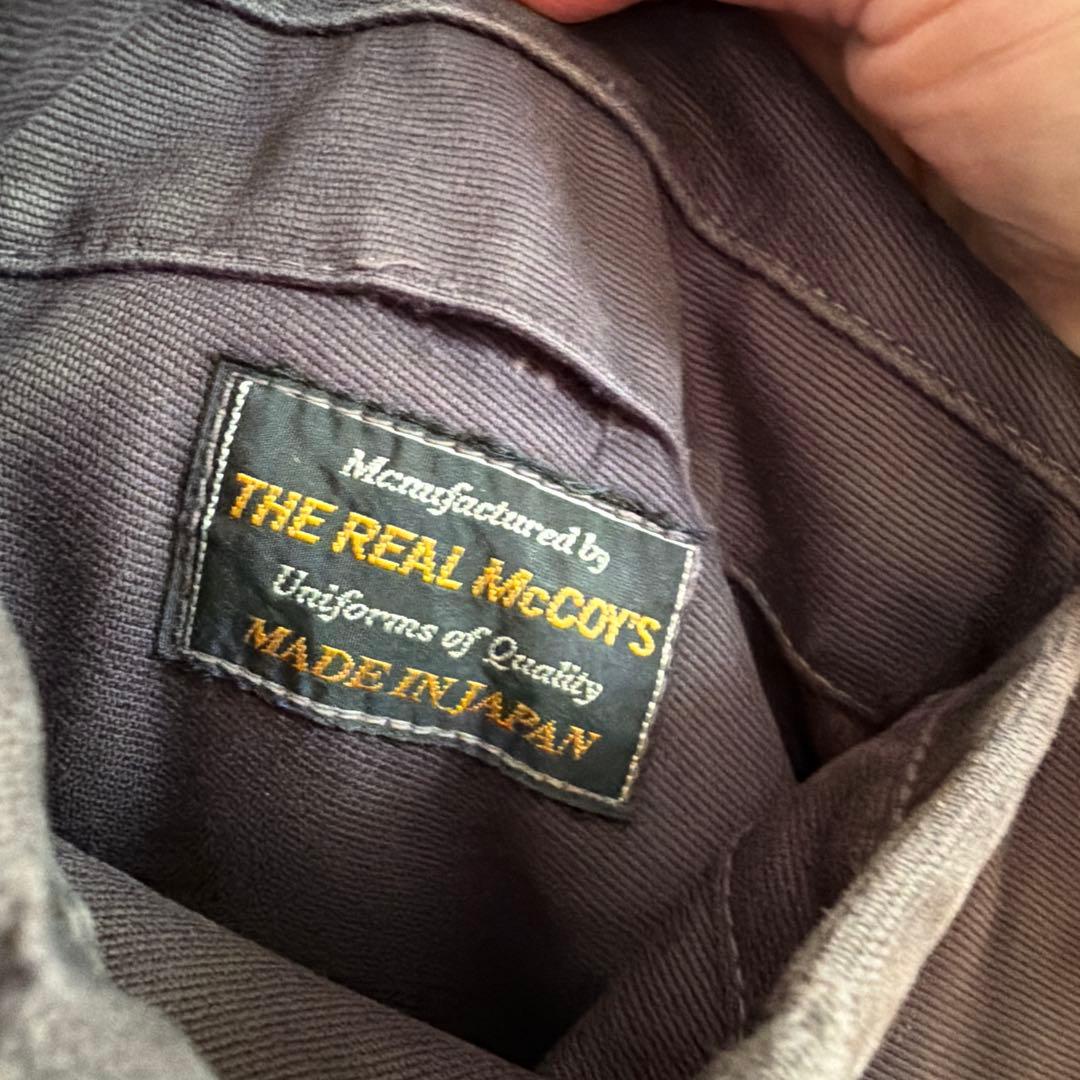 Manufactured by
THE REAL McCOY'S
Uniforms of Quality
MADE IN JAPAN